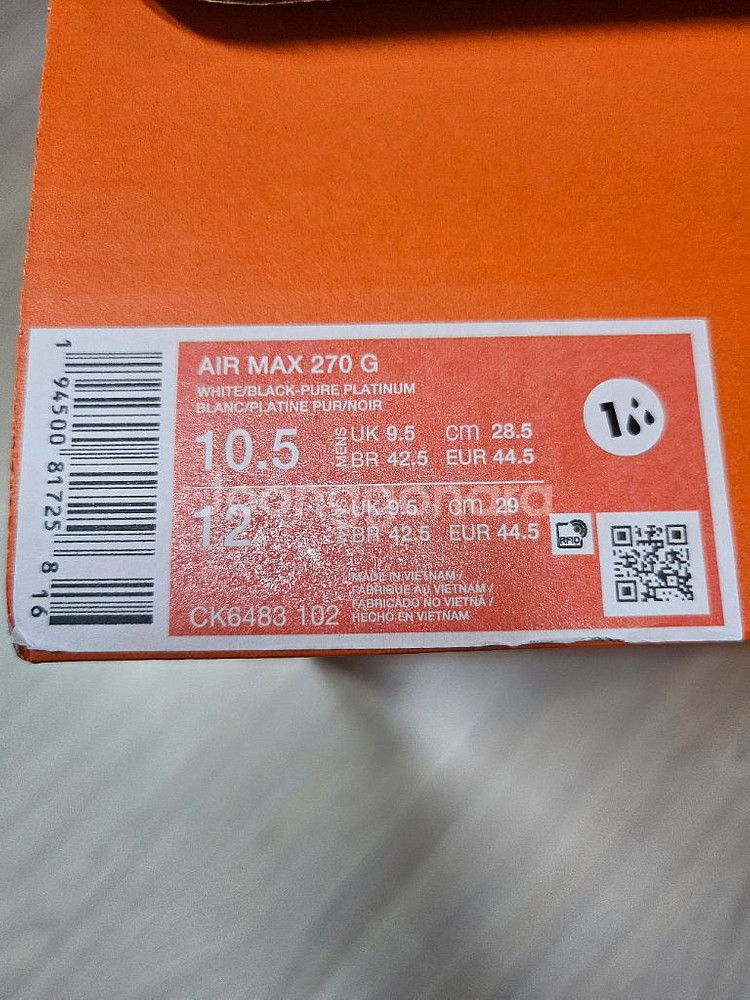 AIR MAX 270 G
WHITE/BLACK-PURE PLATINUM
BLANC/PLATINE PUR/NOIR
10.5 MENS UK 9.5 cm 28.5
BR 42.5 EUR 44.5
12 UK 9.5 cm 29
BR 42.5 EUR 44.5
RFID
MADE IN VIETNAM /
FABRIQUE AU VIETNAM /
FABRICADO NO VIETNÃ /
HECHO EN VIETNAM
CK6483 102
1 94500 81725 8 16
Joongonara